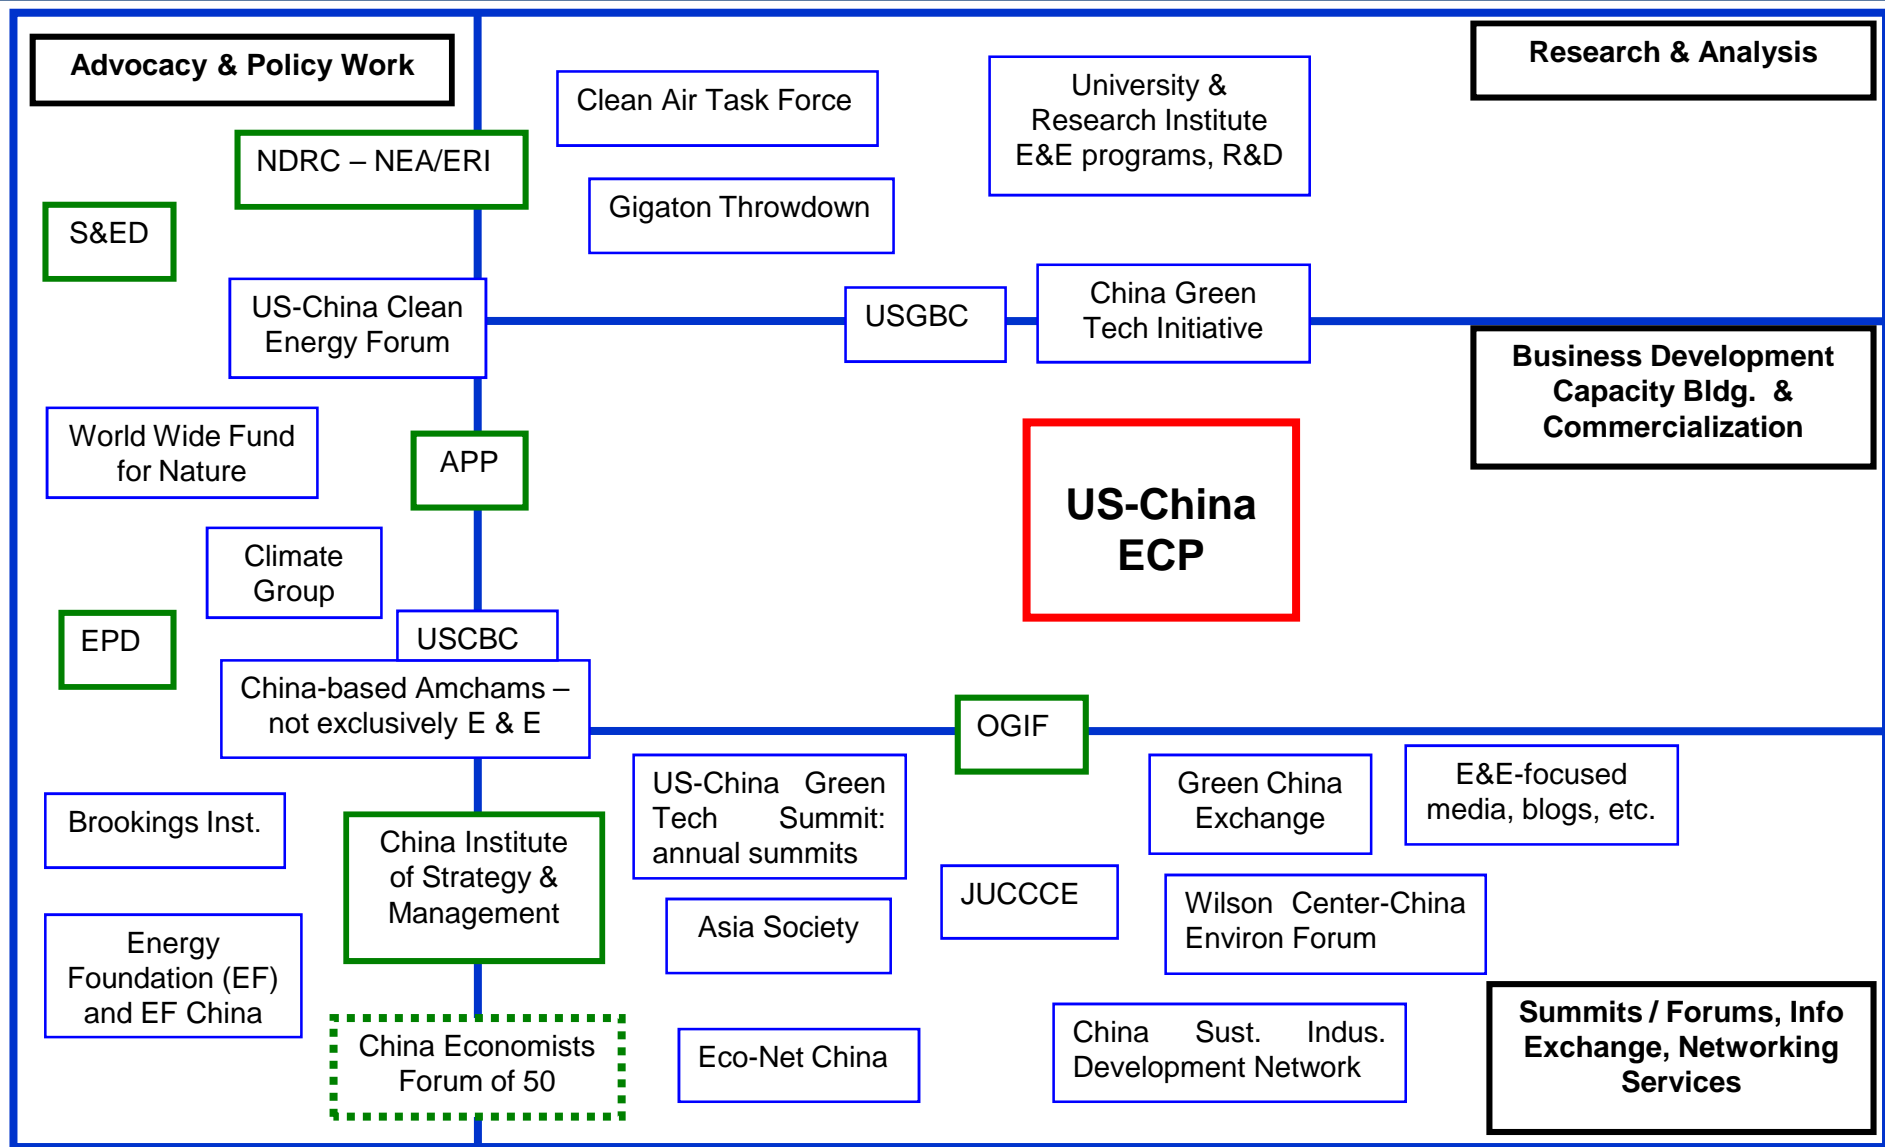 Advocacy & Policy Work
Research & Analysis
Clean Air Task Force
University &
Research Institute
E&E programs, R&D
NDRC – NEA/ERI
Gigaton Throwdown
S&ED
US-China Clean
Energy Forum
USGBC
China Green
Tech Initiative
Business Development
Capacity Bldg. &
Commercialization
World Wide Fund
for Nature
APP
US-China
ECP
Climate
Group
EPD
USCBC
China-based Amchams –
not exclusively E & E
OGIF
US-China Green
Tech Summit:
annual summits
Green China
Exchange
E&E-focused
media, blogs, etc.
Brookings Inst.
China Institute
of Strategy &
Management
JUCCCE
Asia Society
Wilson Center-China
Environ Forum
Energy
Foundation (EF)
and EF China
China Economists
Forum of 50
Eco-Net China
China Sust. Indus.
Development Network
Summits / Forums, Info
Exchange, Networking
Services